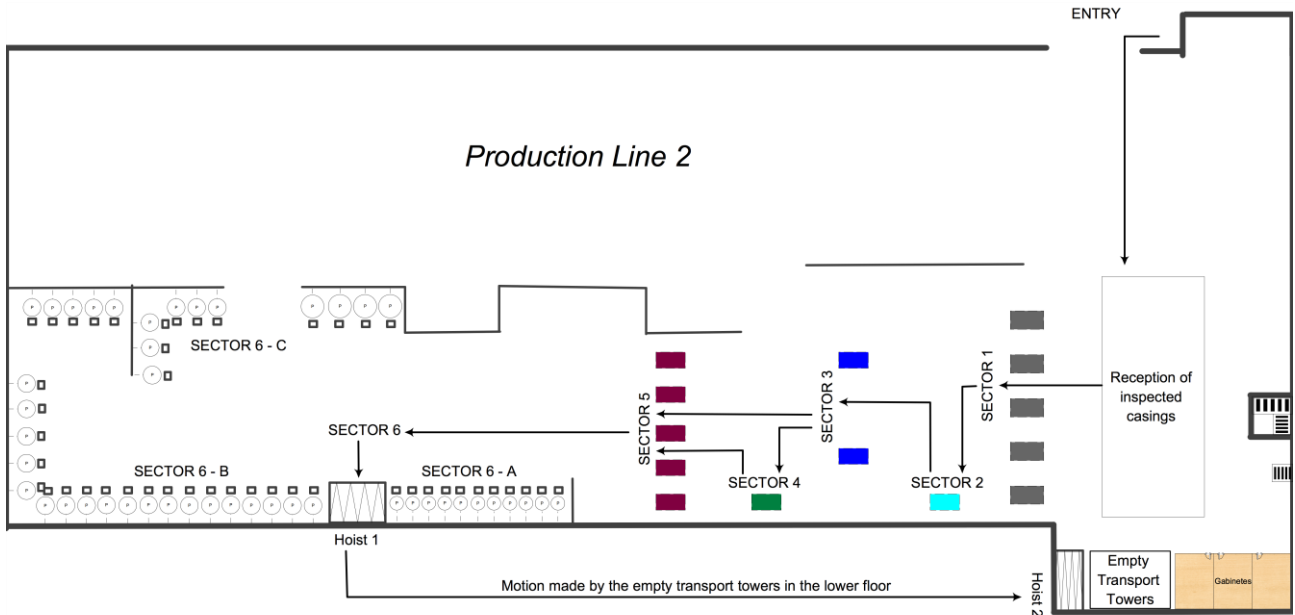 ENTRY
Production Line 2
P P P P P P P P P P P P
P
P
P
SECTOR 6 - C
SECTOR 1
SECTOR 3
Reception of
inspected
casings
P
P
P
P
P
SECTOR 5
SECTOR 6
SECTOR 6 - B
SECTOR 6 - A
SECTOR 4
SECTOR 2
P P P P P P P P P P P P P P
P P P P P P P P P P P
Hoist 1
Motion made by the empty transport towers in the lower floor
Hoist 2
Empty
Transport
Towers
Gabinetes